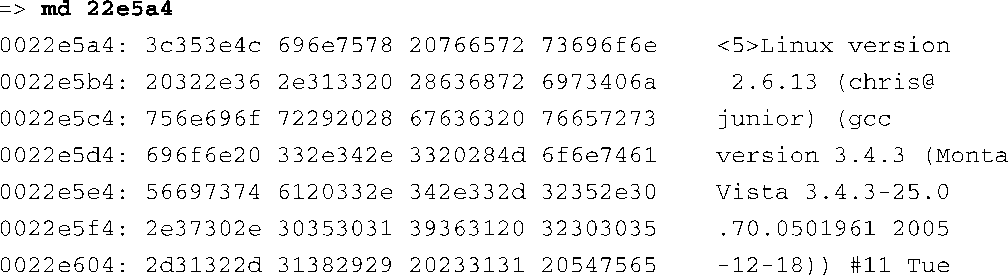 => md 22e5a4
0022e5a4: 3c353e4c 696e7578 20766572 73696f6e <5>Linux version
0022e5b4: 20322e36 2e313320 28636872 6973406a 2.6.13 (chris@
0022e5c4: 756e696f 72292028 67636320 76657273 junior) (gcc
0022e5d4: 696f6e20 332e342e 3320284d 6f6e7461 version 3.4.3 (Monta
0022e5e4: 56697374 6120332e 342e332d 32352e30 Vista 3.4.3-25.0
0022e5f4: 2e37302e 30353031 39363120 32303035 .70.0501961 2005
0022e604: 2d31322d 31382929 20233131 20547565 -12-18)) #11 Tue